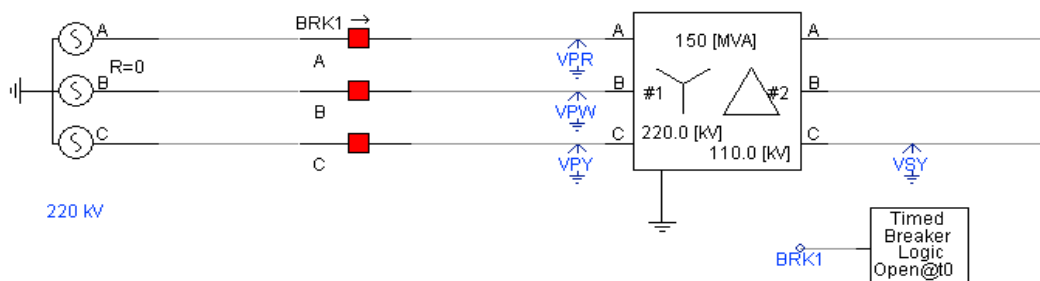 BRK1
A
R=0
B
C
A
B
C
220 kV
VPR
VPW
VPY
A
B
C
150 [MVA]
#1
#2
220.0 [kV]
110.0 [kV]
A
B
C
VSY
BRK1
Timed
Breaker
Logic
Open@t0